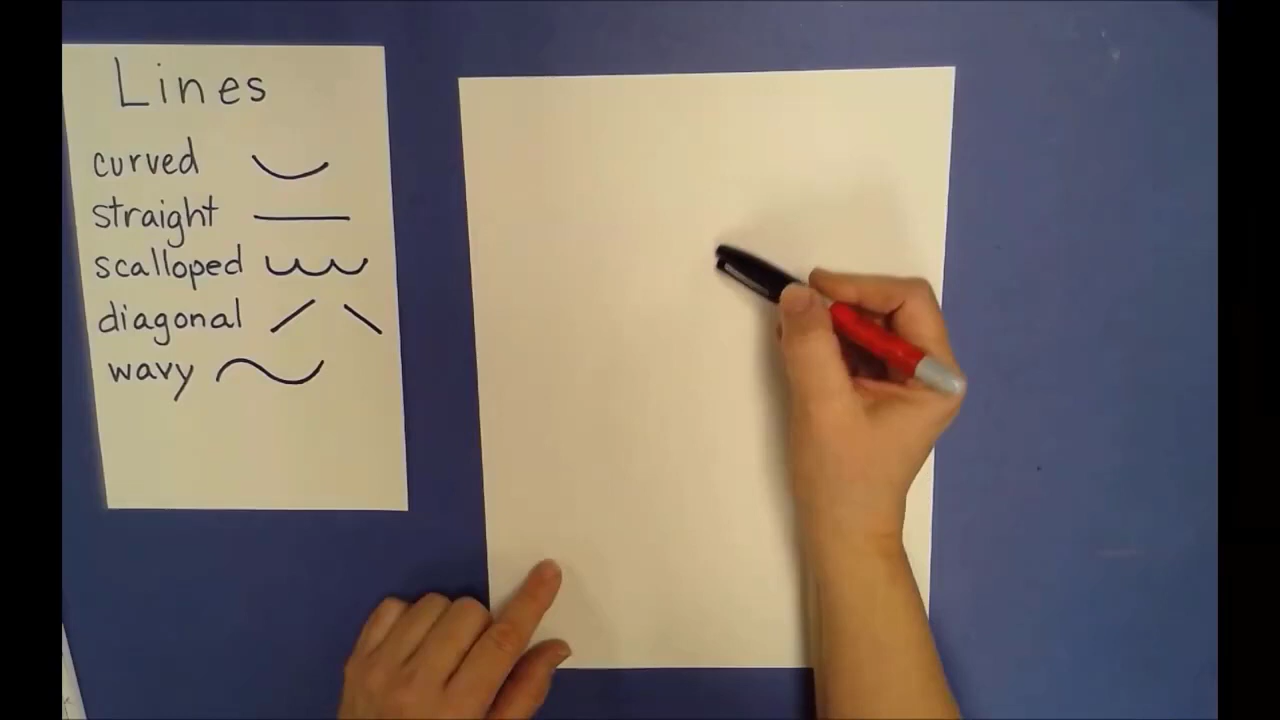 Lines
curved
straight
scalloped
diagonal
wavy